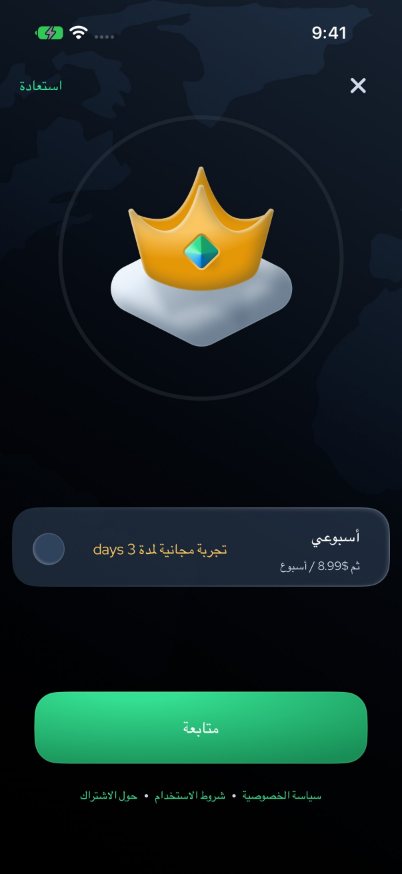 9:41
استعادة
أسبوعي
ثم 8.99$ / أسبوع
تجربة مجانية لمدة 3 days
متابعة
سياسة الخصوصية • شروط الاستخدام • حول الاشتراك